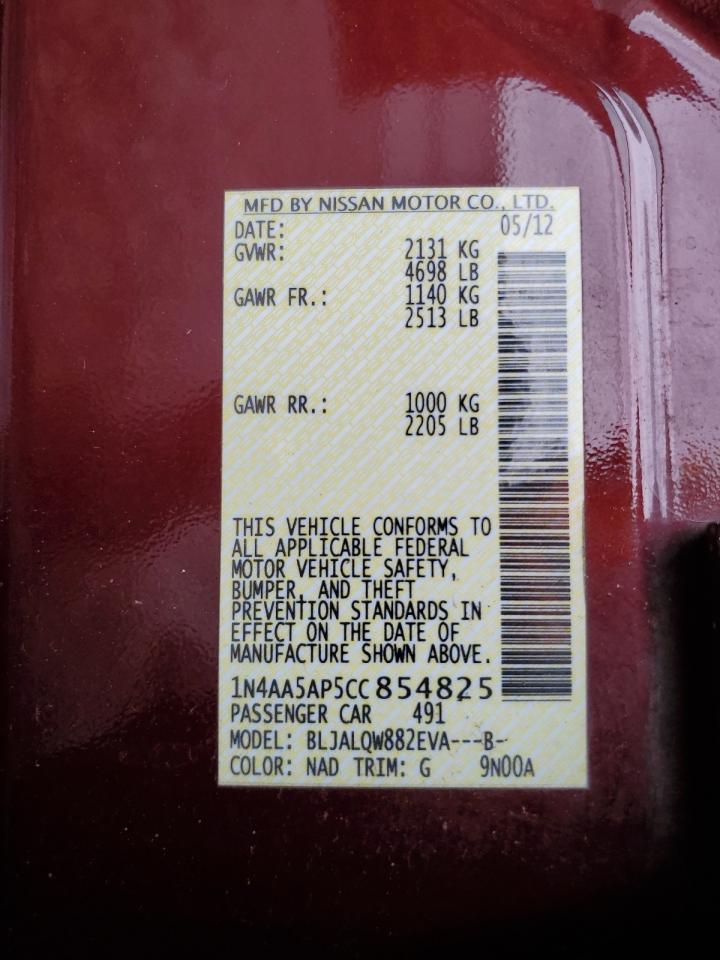 MFD BY NISSAN MOTOR CO., LTD.
DATE: 05/12
GVWR: 2131 KG
4698 LB
GAWR FR.: 1140 KG
2513 LB
GAWR RR.: 1000 KG
2205 LB
THIS VEHICLE CONFORMS TO
ALL APPLICABLE FEDERAL
MOTOR VEHICLE SAFETY,
BUMPER, AND THEFT
PREVENTION STANDARDS IN
EFFECT ON THE DATE OF
MANUFACTURE SHOWN ABOVE.
1N4AA5AP5CC854825
PASSENGER CAR 491
MODEL: BLJALQW882EVA---B-
COLOR: NAD TRIM: G 9N00A